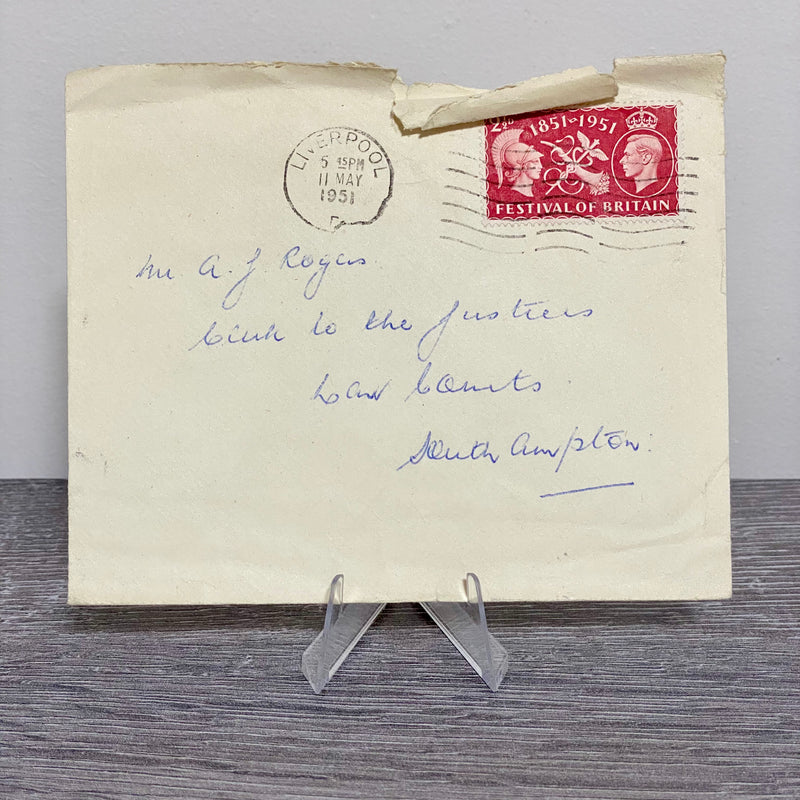 LIVERPOOL
5 15PM
11 MAY
1951
2½D
1851-1951
FESTIVAL OF BRITAIN
Mr A. J. Rogers
Clerk to the Justices
Law Courts
Southampton.